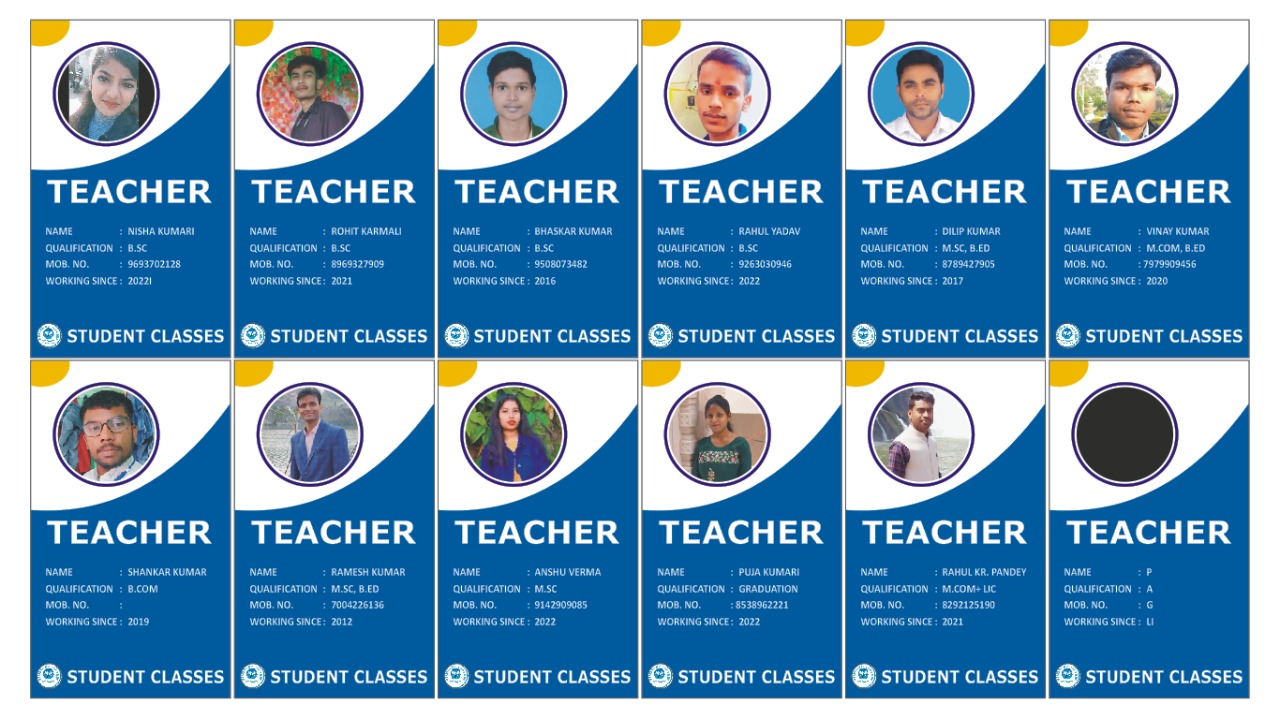 TEACHER
NAME : NISHA KUMARI
QUALIFICATION : B.SC
MOB. NO. : 9693702128
WORKING SINCE : 2022I
STUDENT CLASSES
TEACHER
NAME : ROHIT KARMALI
QUALIFICATION : B.SC
MOB. NO. : 8969327909
WORKING SINCE : 2021
STUDENT CLASSES
TEACHER
NAME : BHASKAR KUMAR
QUALIFICATION : B.SC
MOB. NO. : 9508073482
WORKING SINCE : 2016
STUDENT CLASSES
TEACHER
NAME : RAHUL YADAV
QUALIFICATION : B.SC
MOB. NO. : 9263030946
WORKING SINCE : 2022
STUDENT CLASSES
TEACHER
NAME : DILIP KUMAR
QUALIFICATION : M.SC, B.ED
MOB. NO. : 8789427905
WORKING SINCE : 2017
STUDENT CLASSES
TEACHER
NAME : VINAY KUMAR
QUALIFICATION : M.COM, B.ED
MOB. NO. : 7979909456
WORKING SINCE : 2020
STUDENT CLASSES
TEACHER
NAME : SHANKAR KUMAR
QUALIFICATION : B.COM
MOB. NO. :
WORKING SINCE : 2019
STUDENT CLASSES
TEACHER
NAME : RAMESH KUMAR
QUALIFICATION : M.SC, B.ED
MOB. NO. : 7004226136
WORKING SINCE : 2012
STUDENT CLASSES
TEACHER
NAME : ANSHU VERMA
QUALIFICATION : M.SC
MOB. NO. : 9142909085
WORKING SINCE : 2022
STUDENT CLASSES
TEACHER
NAME : PUJA KUMARI
QUALIFICATION : GRADUATION
MOB. NO. : 8538962221
WORKING SINCE : 2022
STUDENT CLASSES
TEACHER
NAME : RAHUL KR. PANDEY
QUALIFICATION : M.COM+ LIC
MOB. NO. : 8292125190
WORKING SINCE : 2021
STUDENT CLASSES
TEACHER
NAME : P
QUALIFICATION : A
MOB. NO. : G
WORKING SINCE : LI
STUDENT CLASSES